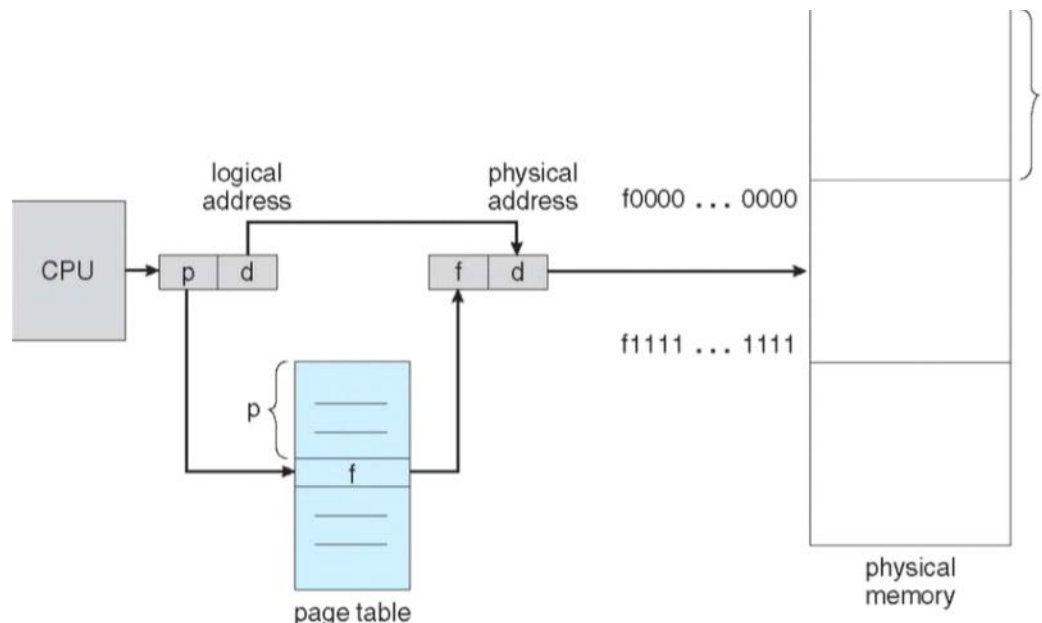 logical
address
physical
address
f0000 ... 0000
CPU
p
d
f
d
f1111 ... 1111
p
f
page table
physical
memory